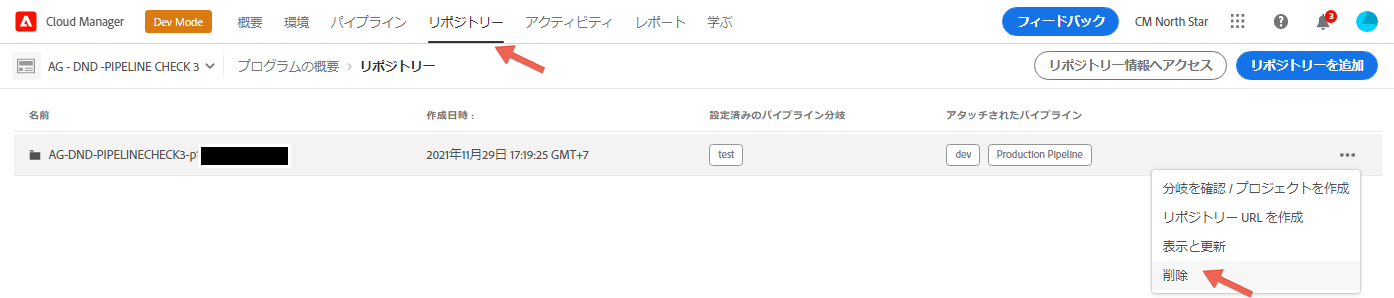 Cloud Manager Dev Mode 概要 環境 パイプライン リポジトリー アクティビティ レポート 学ぶ フィードバック CM North Star 3
AG - DND -PIPELINE CHECK 3 プログラムの概要 > リポジトリー リポジトリー情報へアクセス リポジトリーを追加
名前 作成日時 : 設定済みのパイプライン分岐 アタッチされたパイプライン
AG-DND-PIPELINECHECK3-p 2021年11月29日 17:19:25 GMT+7 test dev Production Pipeline
分岐を確認 / プロジェクトを作成
リポジトリー URL を作成
表示と更新
削除